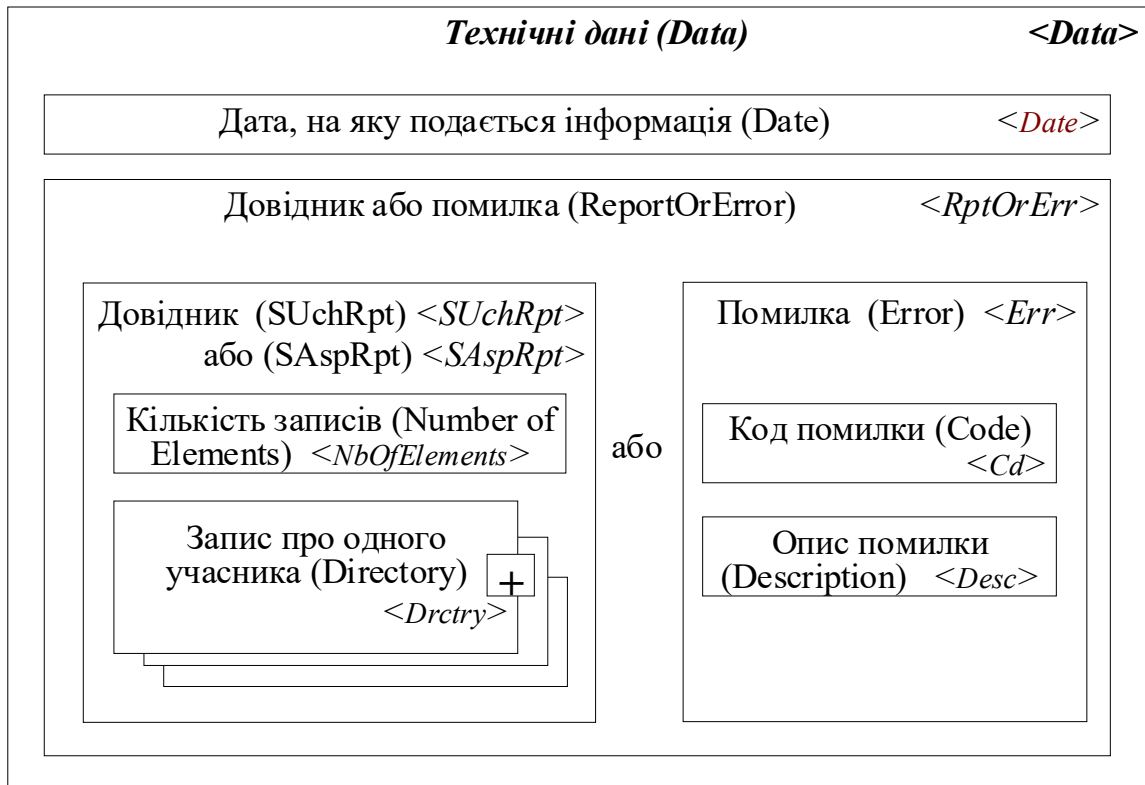 Технічні дані (Data) <Data>
Дата, на яку подається інформація (Date) <Date>
Довідник або помилка (ReportOrError) <RptOrErr>
Довідник (SUchRpt) <SUchRpt>
або (SAspRpt) <SAspRpt>
Кількість записів (Number of
Elements) <NbOfElements>
Запис про одного
учасника (Directory)
+
<Drctry>
або
Помилка (Error) <Err>
Код помилки (Code)
<Cd>
Опис помилки
(Description) <Desc>